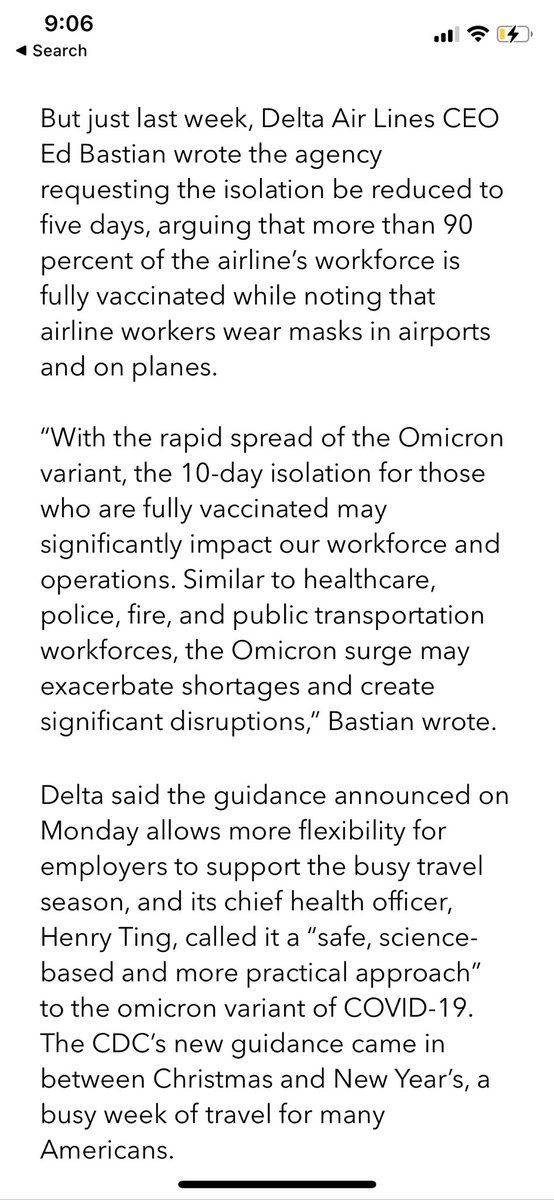 9:06
◀ Search
But just last week, Delta Air Lines CEO
Ed Bastian wrote the agency
requesting the isolation be reduced to
five days, arguing that more than 90
percent of the airline’s workforce is
fully vaccinated while noting that
airline workers wear masks in airports
and on planes.
“With the rapid spread of the Omicron
variant, the 10-day isolation for those
who are fully vaccinated may
significantly impact our workforce and
operations. Similar to healthcare,
police, fire, and public transportation
workforces, the Omicron surge may
exacerbate shortages and create
significant disruptions,” Bastian wrote.
Delta said the guidance announced on
Monday allows more flexibility for
employers to support the busy travel
season, and its chief health officer,
Henry Ting, called it a “safe, science-
based and more practical approach”
to the omicron variant of COVID-19.
The CDC’s new guidance came in
between Christmas and New Year’s, a
busy week of travel for many
Americans.